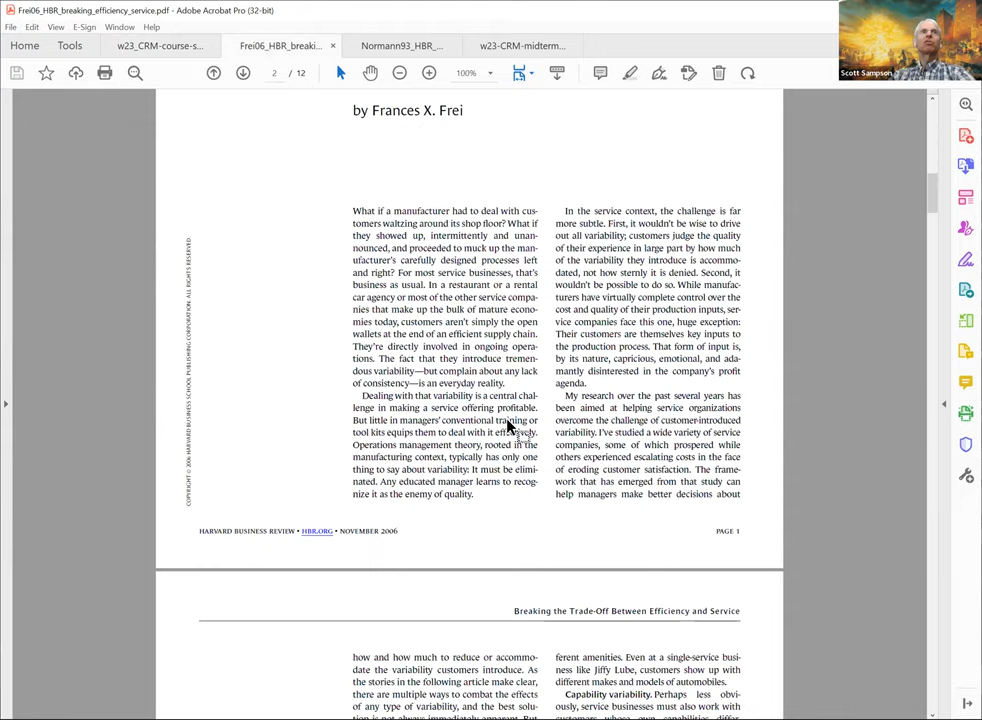 Frei06_HBR_breaking_efficiency_service.pdf - Adobe Acrobat Pro (32-bit)
File Edit View E-Sign Window Help
Home Tools w23_CRM-course-s... Frei06_HBR_breaki... × Normann93_HBR_... w23-CRM-midterm...
2 / 12 100%
Scott Sampson
by Frances X. Frei
What if a manufacturer had to deal with cus-
tomers waltzing around its shop floor? What if
they showed up, intermittently and unan-
nounced, and proceeded to muck up the man-
ufacturer's carefully designed processes left
and right? For most service businesses, that's
business as usual. In a restaurant or a rental
car agency or most of the other service compa-
nies that make up the bulk of mature econo-
mies today, customers aren't simply the open
wallets at the end of an efficient supply chain.
They're directly involved in ongoing opera-
tions. The fact that they introduce tremen-
dous variability—but complain about any lack
of consistency—is an everyday reality.
Dealing with that variability is a central chal-
lenge in making a service offering profitable.
But little in managers' conventional training or
tool kits equips them to deal with it effectively.
Operations management theory, rooted in the
manufacturing context, typically has only one
thing to say about variability: It must be elimi-
nated. Any educated manager learns to recog-
nize it as the enemy of quality.
In the service context, the challenge is far
more subtle. First, it wouldn't be wise to drive
out all variability; customers judge the quality
of their experience in large part by how much
of the variability they introduce is accommo-
dated, not how sternly it is denied. Second, it
wouldn't be possible to do so. While manufac-
turers have virtually complete control over the
cost and quality of their production inputs, ser-
vice companies face this one, huge exception:
Their customers are themselves key inputs to
the production process. That form of input is,
by its nature, capricious, emotional, and ada-
mantly disinterested in the company's profit
agenda.
My research over the past several years has
been aimed at helping service organizations
overcome the challenge of customer-introduced
variability. I've studied a wide variety of service
companies, some of which prospered while
others experienced escalating costs in the face
of eroding customer satisfaction. The frame-
work that has emerged from that study can
help managers make better decisions about
COPYRIGHT © 2006 HARVARD BUSINESS SCHOOL PUBLISHING CORPORATION. ALL RIGHTS RESERVED.
HARVARD BUSINESS REVIEW • HBR.ORG • NOVEMBER 2006 PAGE 1
Breaking the Trade-Off Between Efficiency and Service
how and how much to reduce or accommo-
date the variability customers introduce. As
the stories in the following article make clear,
there are multiple ways to combat the effects
of any type of variability, and the best solu-
tion is not always immediately apparent. But
ferent amenities. Even at a single-service busi-
ness like Jiffy Lube, customers show up with
different makes and models of automobiles.
Capability variability. Perhaps less obvi-
ously, service businesses must also work with
customers whose own capabilities differ